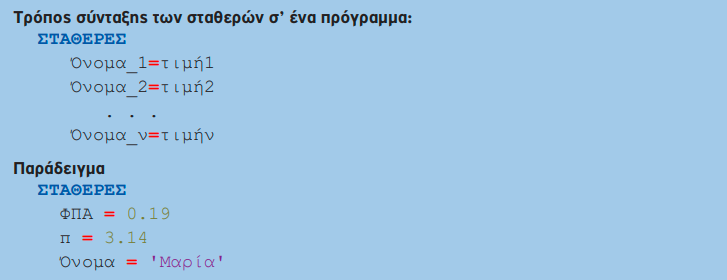 Τρόπος σύνταξης των σταθερών σ’ ένα πρόγραμμα:
ΣΤΑΘΕΡΕΣ
Όνομα_1=τιμή1
Όνομα_2=τιμή2
. . .
Όνομα_ν=τιμήν
Παράδειγμα
ΣΤΑΘΕΡΕΣ
ΦΠΑ = 0.19
π = 3.14
Όνομα = 'Μαρία'